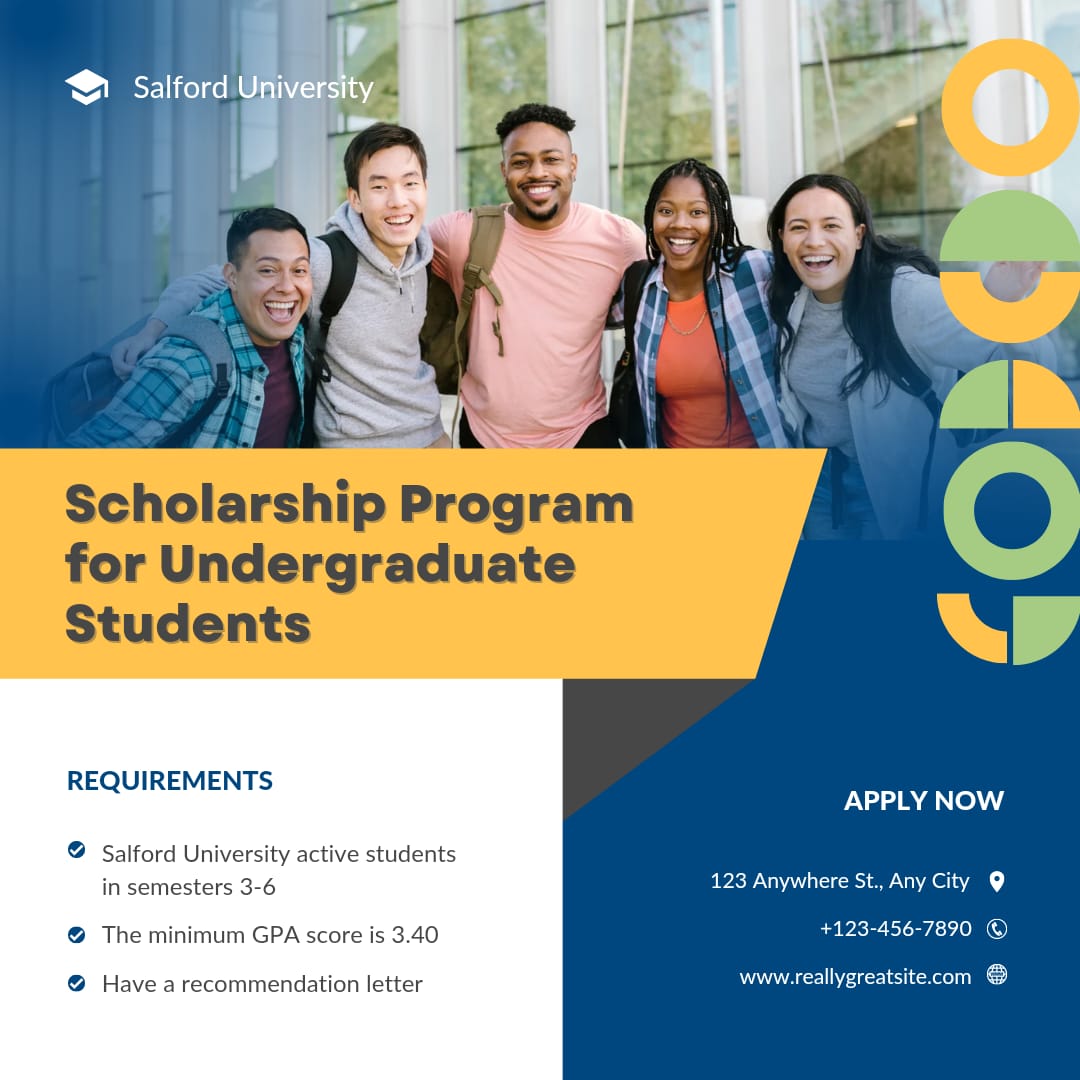 Salford University
Scholarship Program
for Undergraduate
Students
REQUIREMENTS
Salford University active students
in semesters 3-6
The minimum GPA score is 3.40
Have a recommendation letter
APPLY NOW
123 Anywhere St., Any City
+123-456-7890
www.reallygreatsite.com